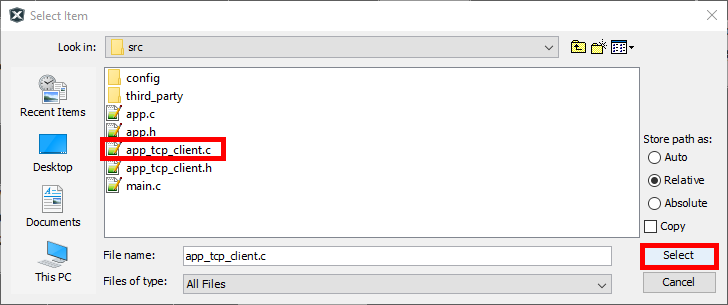 Select Item
Look in:
src
Recent Items
Desktop
Documents
This PC
config
third_party
app.c
app.h
app_tcp_client.c
app_tcp_client.h
main.c
Store path as:
Auto
Relative
Absolute
Copy
File name:
app_tcp_client.c
Select
Files of type:
All Files
Cancel